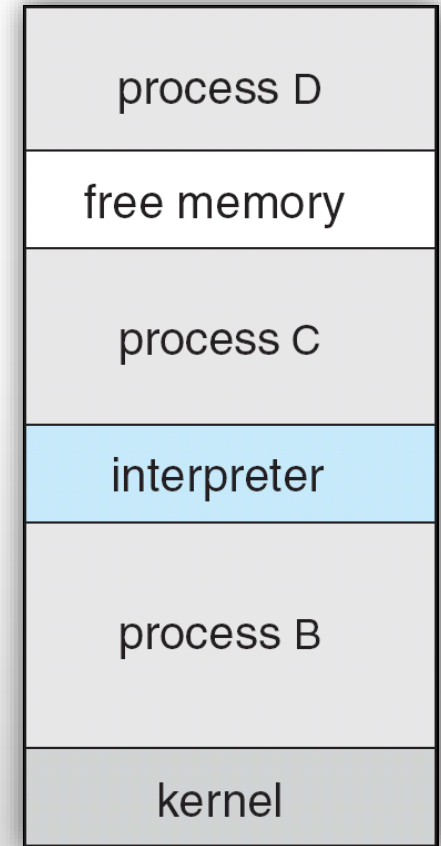 process D
free memory
process C
interpreter
process B
kernel